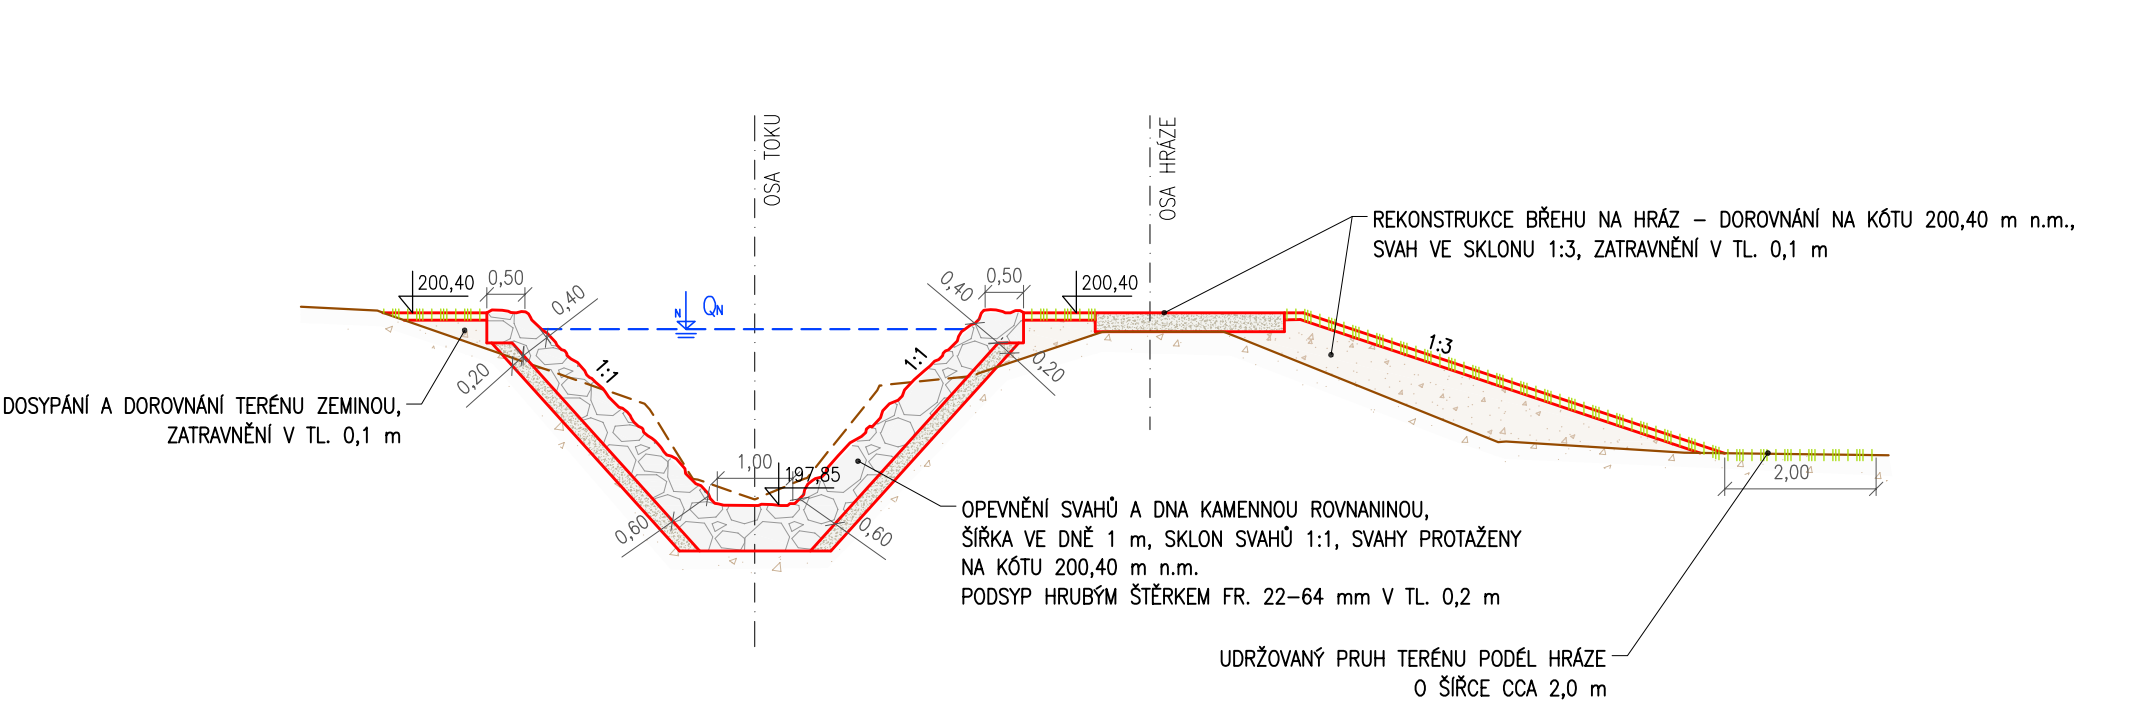 OSA TOKU
OSA HRÁZE
REKONSTRUKCE BŘEHU NA HRÁZ – DOROVNÁNÍ NA KÓTU 200,40 m n.m.,
SVAH VE SKLONU 1:3, ZATRAVNĚNÍ V TL. 0,1 m
200,40
0,50
0,40
N
QN
0,40
0,50
200,40
1:1
1:1
1:3
0,20
0,20
DOSYPÁNÍ A DOROVNÁNÍ TERÉNU ZEMINOU,
ZATRAVNĚNÍ V TL. 0,1 m
1,00
197,85
2,00
0,60
0,60
OPEVNĚNÍ SVAHŮ A DNA KAMENNOU ROVNANINOU,
ŠÍŘKA VE DNĚ 1 m, SKLON SVAHŮ 1:1, SVAHY PROTAŽENY
NA KÓTU 200,40 m n.m.
PODSYP HRUBÝM ŠTĚRKEM FR. 22–64 mm V TL. 0,2 m
UDRŽOVANÝ PRUH TERÉNU PODÉL HRÁZE
O ŠÍŘCE CCA 2,0 m